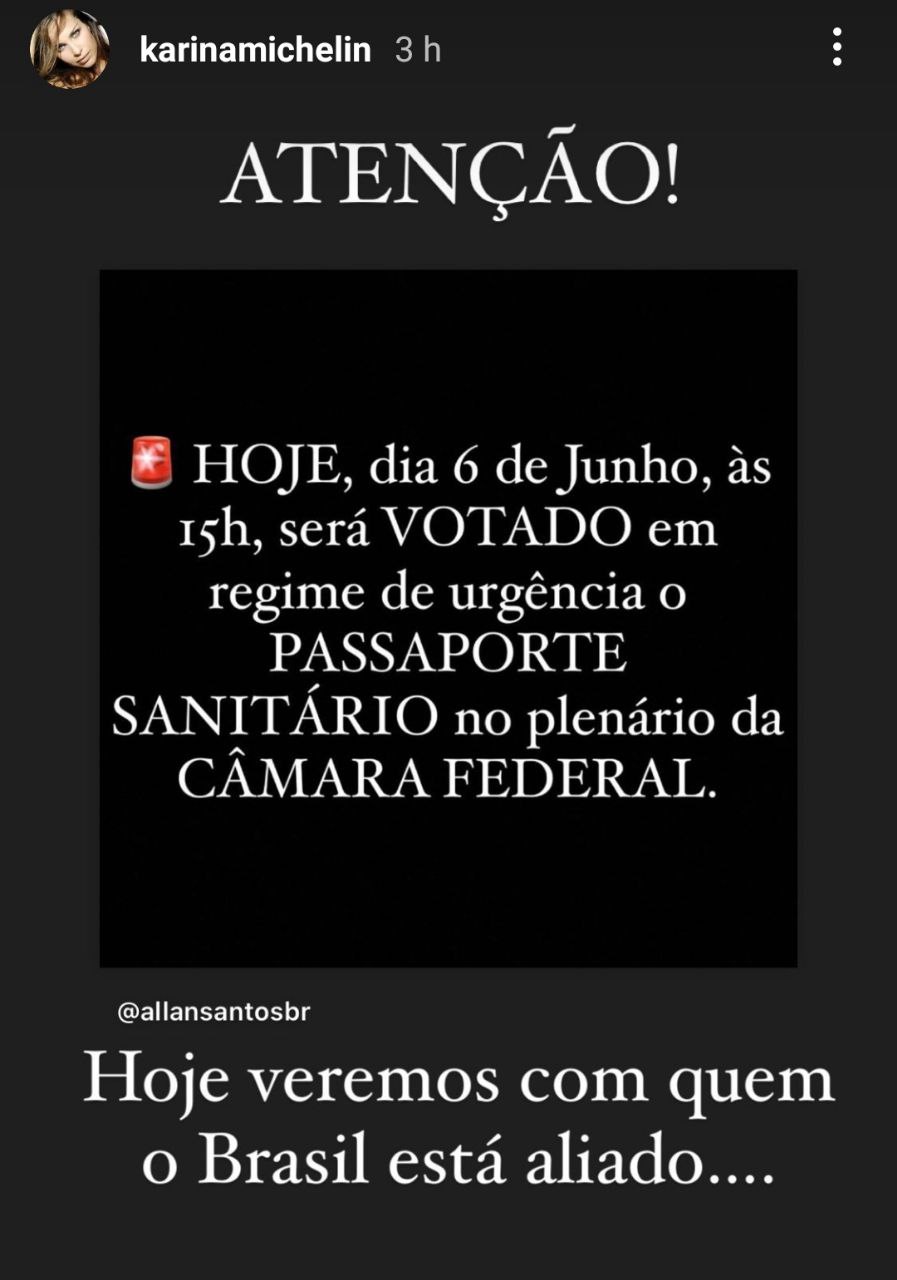 karinamichelin 3 h
ATENÇÃO!
🚨 HOJE, dia 6 de Junho, às
15h, será VOTADO em
regime de urgência o
PASSAPORTE
SANITÁRIO no plenário da
CÂMARA FEDERAL.
@allansantosbr
Hoje veremos com quem
o Brasil está aliado....